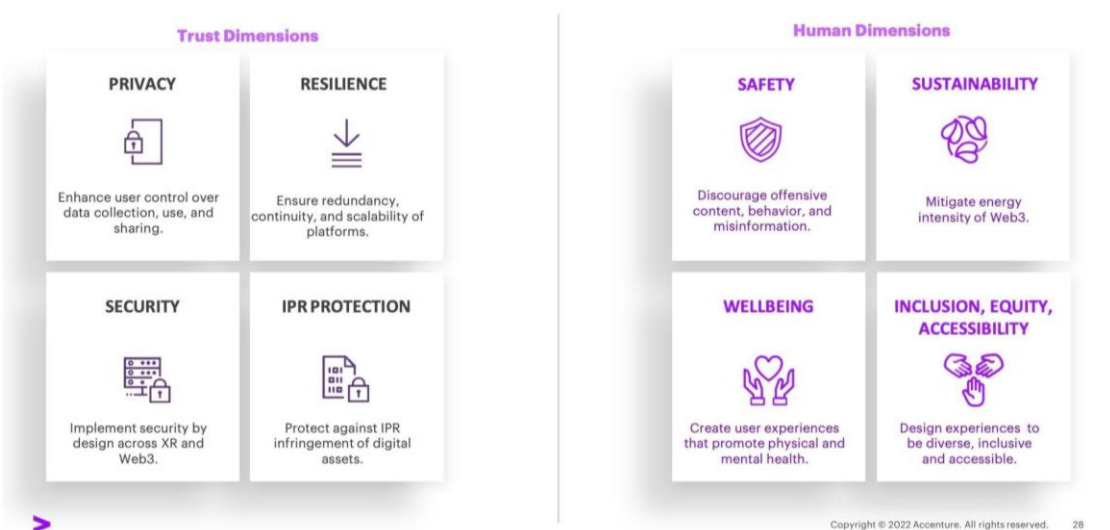 Trust Dimensions
PRIVACY
Enhance user control over
data collection, use, and
sharing.
RESILIENCE
Ensure redundancy,
continuity, and scalability of
platforms.
SECURITY
Implement security by
design across XR and
Web3.
IPR PROTECTION
Protect against IPR
infringement of digital
assets.
Human Dimensions
SAFETY
Discourage offensive
content, behavior, and
misinformation.
SUSTAINABILITY
Mitigate energy
intensity of Web3.
WELLBEING
Create user experiences
that promote physical and
mental health.
INCLUSION, EQUITY,
ACCESSIBILITY
Design experiences to
be diverse, inclusive
and accessible.
Copyright © 2022 Accenture. All rights reserved. 28